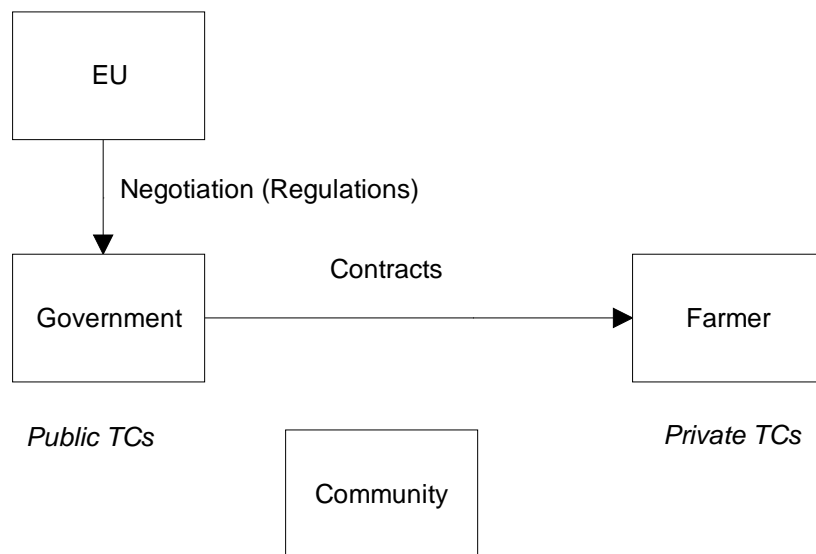 EU
Negotiation (Regulations)
Contracts
Government
Farmer
Public TCs
Private TCs
Community